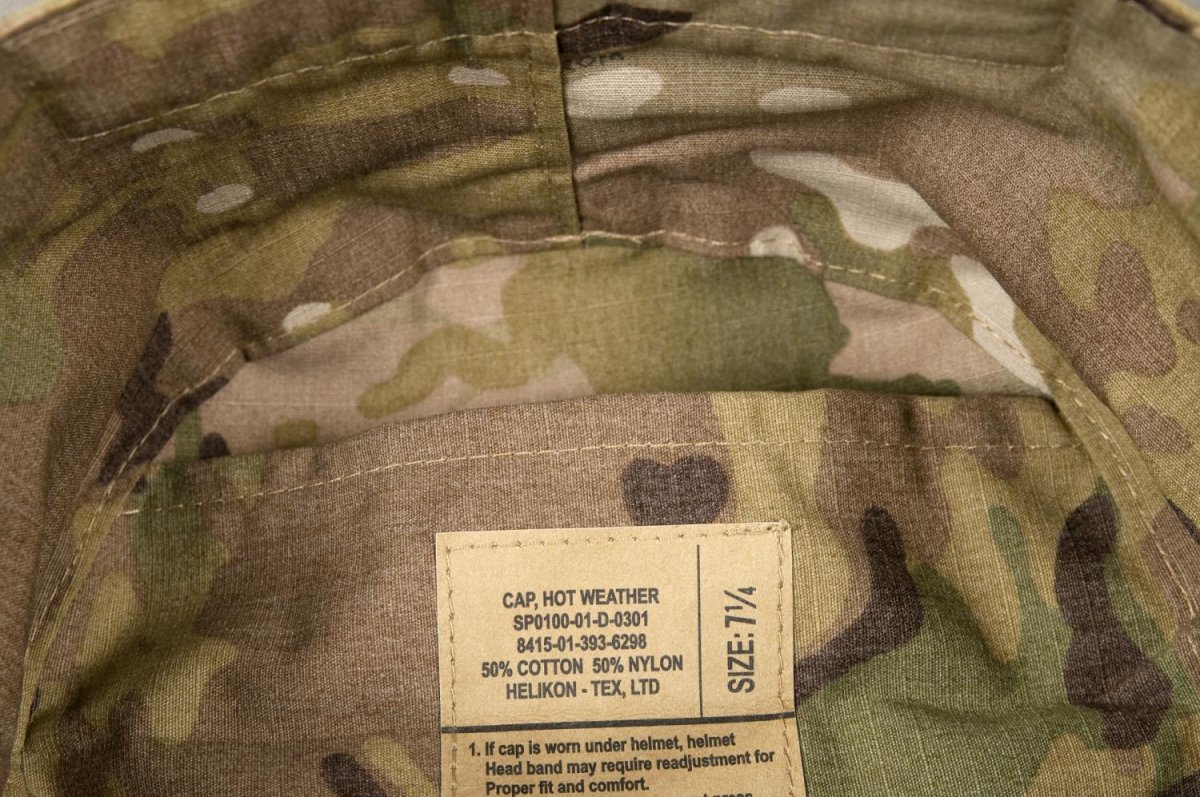 CAP, HOT WEATHER
SP0100-01-D-0301
8415-01-393-6298
50% COTTON 50% NYLON
HELIKON - TEX, LTD
SIZE: 7¼
1. If cap is worn under helmet, helmet
Head band may require readjustment for
Proper fit and comfort.